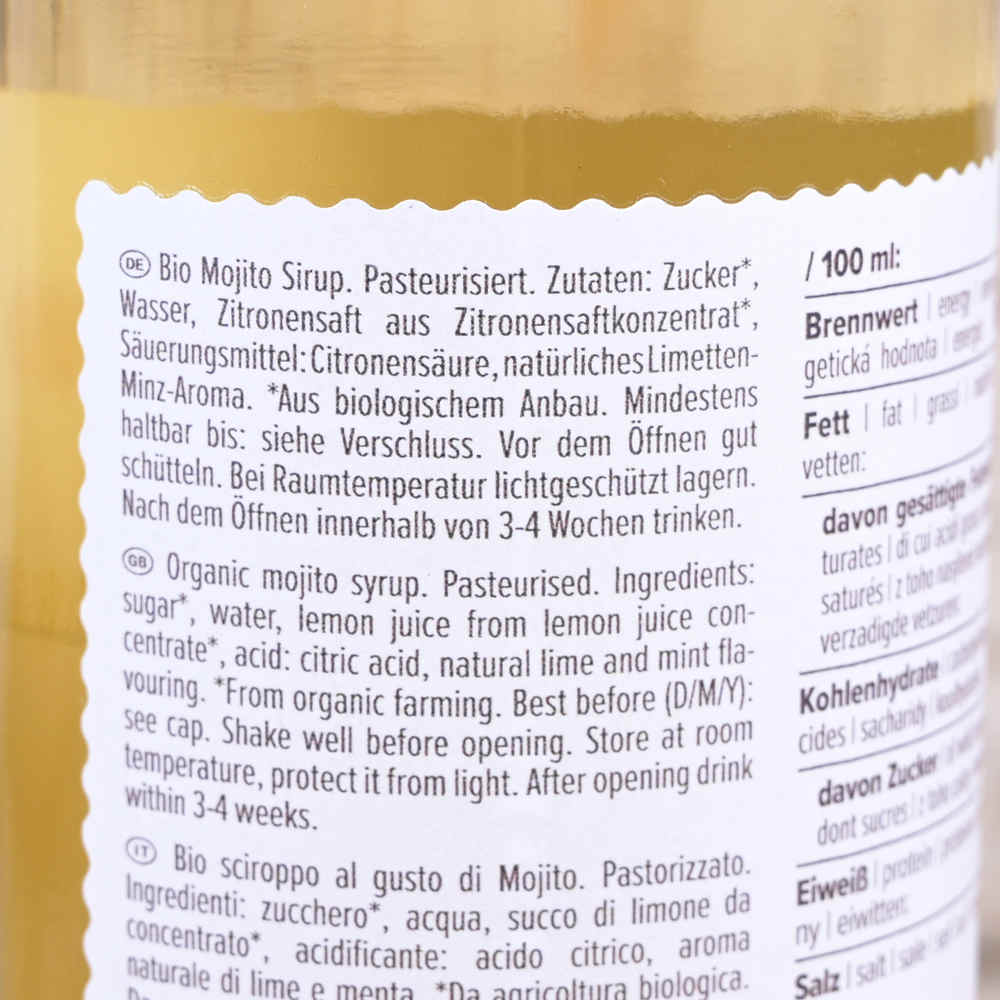 DE Bio Mojito Sirup. Pasteurisiert. Zutaten: Zucker*,
Wasser, Zitronensaft aus Zitronensaftkonzentrat*,
Säuerungsmittel: Citronensäure, natürliches Limetten-
Minz-Aroma. *Aus biologischem Anbau. Mindestens
haltbar bis: siehe Verschluss. Vor dem Öffnen gut
schütteln. Bei Raumtemperatur lichtgeschützt lagern.
Nach dem Öffnen innerhalb von 3-4 Wochen trinken.
GB Organic mojito syrup. Pasteurised. Ingredients:
sugar*, water, lemon juice from lemon juice con-
centrate*, acid: citric acid, natural lime and mint fla-
vouring. *From organic farming. Best before (D/M/Y):
see cap. Shake well before opening. Store at room
temperature, protect it from light. After opening drink
within 3-4 weeks.
IT Bio sciroppo al gusto di Mojito. Pastorizzato.
Ingredienti: zucchero*, acqua, succo di limone da
concentrato*, acidificante: acido citrico, aroma
naturale di lime e menta. *Da agricoltura biologica.
/ 100 ml:
Brennwert | energy |
getická hodnota |
Fett | fat | grassi |
vetten:
davon gesättigte
turates | di cui acidi
saturés | z toho
verzadigde vetzuren:
Kohlenhydrate |
cides | sacharidy |
davon Zucker |
dont sucres | z toho
Eiweiß | protein |
ny | eiwitten:
Salz | salt | sale |